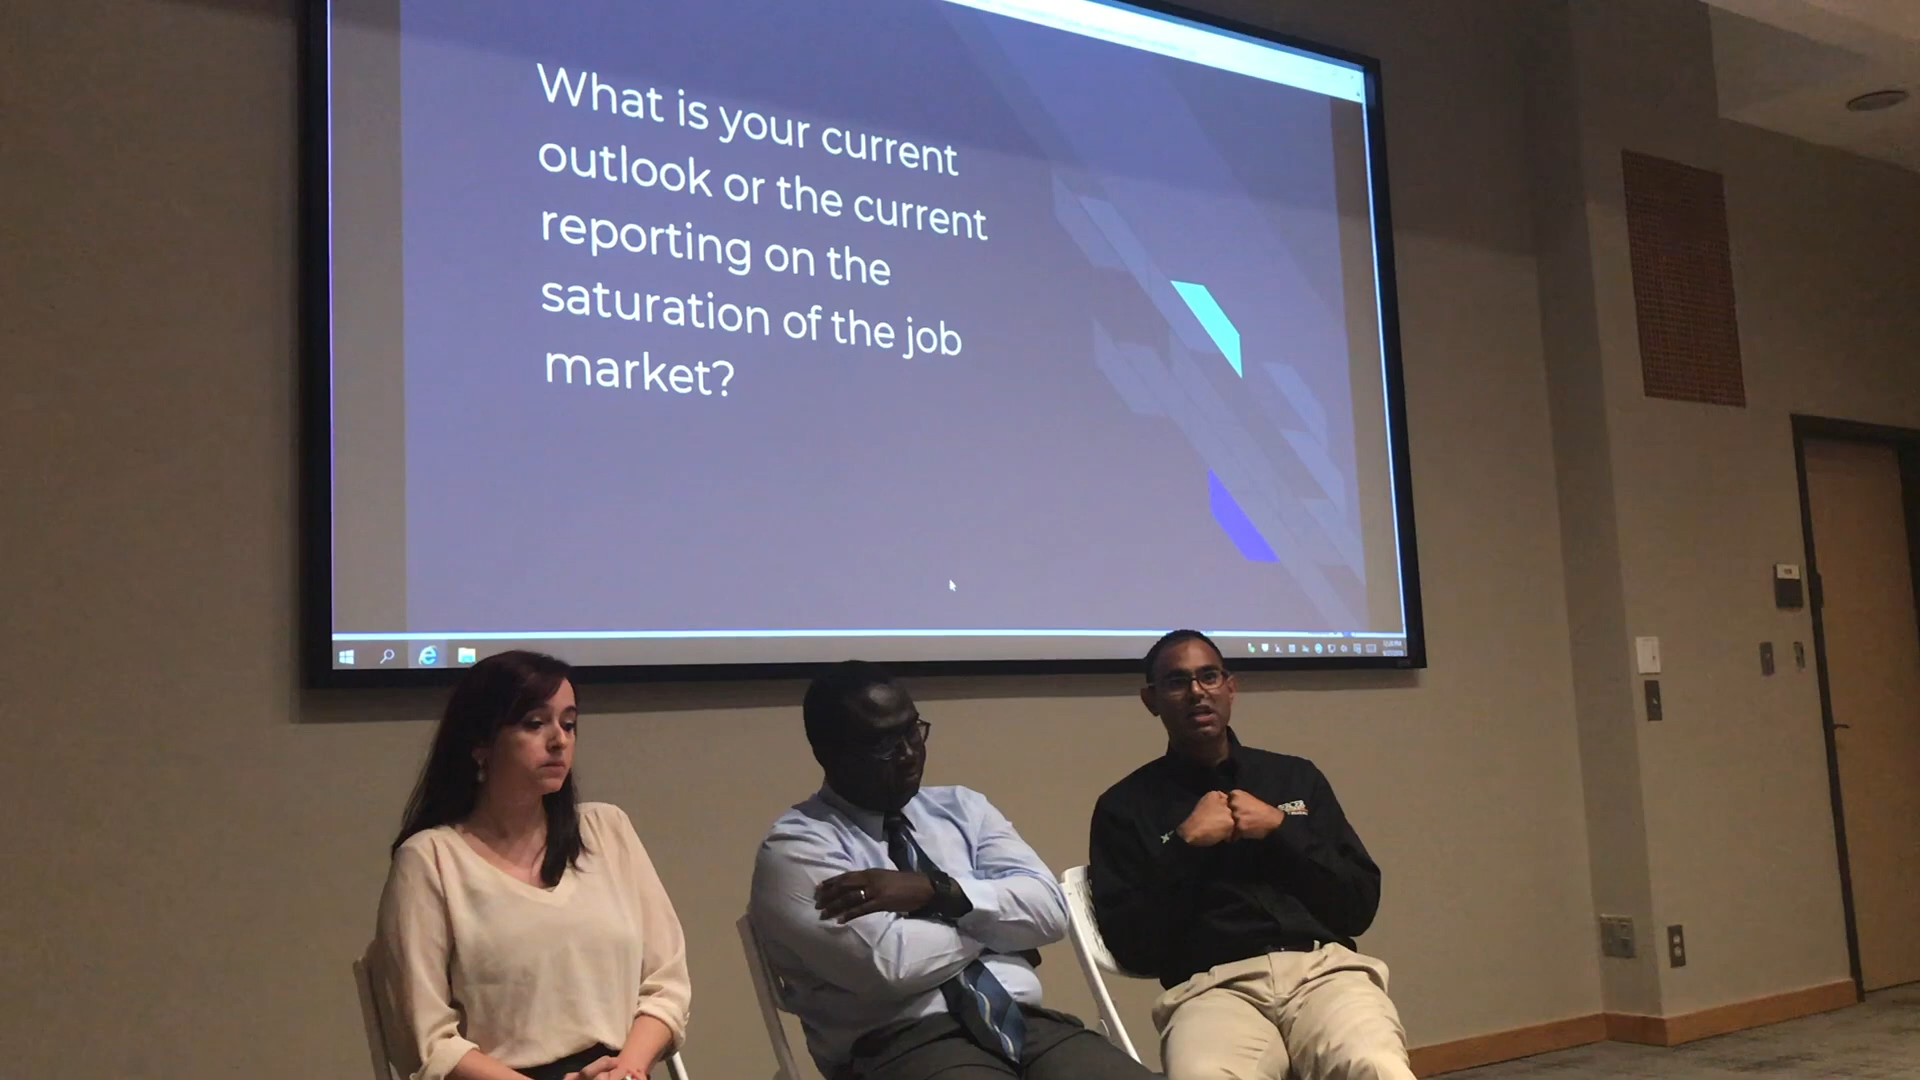 What is your current
outlook or the current
reporting on the
saturation of the job
market?